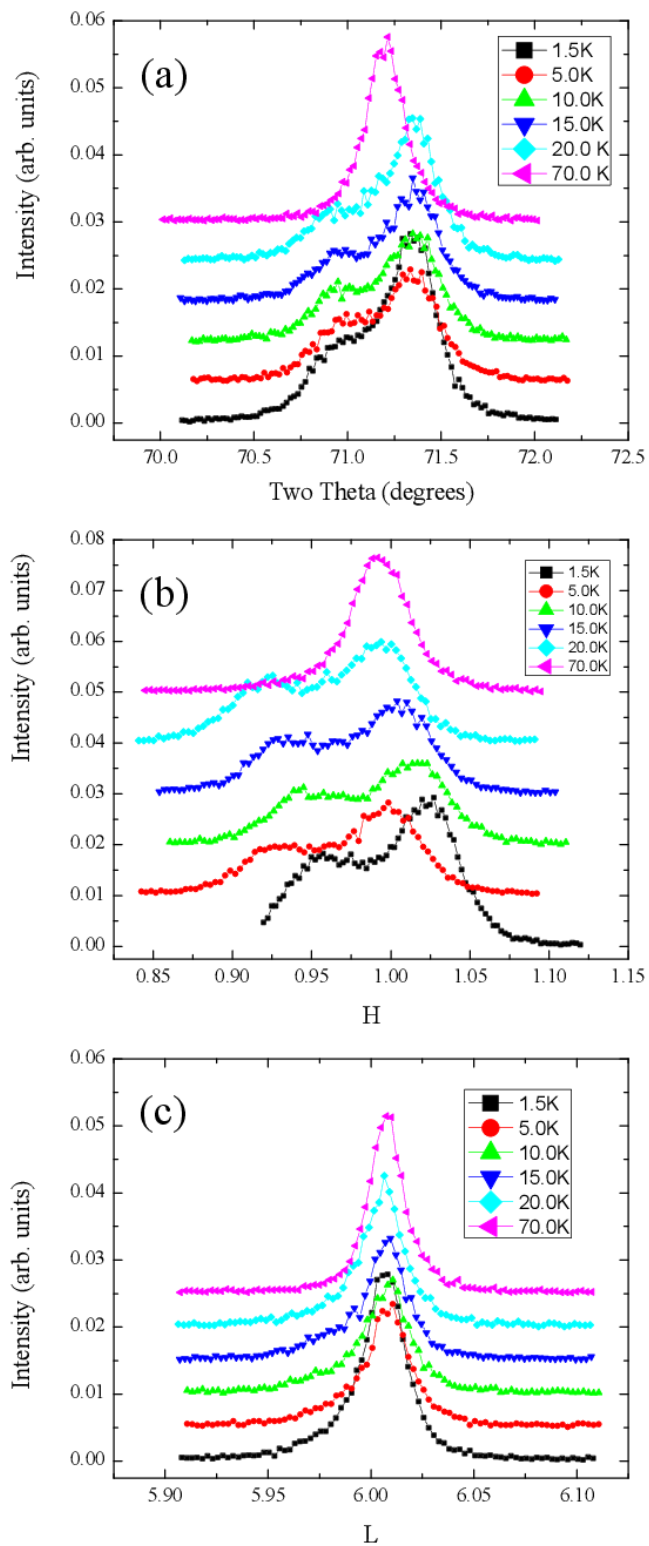 0.06
(a)
1.5K
5.0K
10.0K
15.0K
20.0 K
70.0 K
0.05
0.04
0.03
0.02
0.01
0.00
Intensity (arb. units)
70.0 70.5 71.0 71.5 72.0 72.5
Two Theta (degrees)
0.08
(b)
1.5K
5.0K
10.0K
15.0K
20.0K
70.0K
0.07
0.06
0.05
0.04
0.03
0.02
0.01
0.00
Intensity (arb. units)
0.85 0.90 0.95 1.00 1.05 1.10 1.15
H
0.06
(c)
1.5K
5.0K
10.0K
15.0K
20.0K
70.0K
0.05
0.04
0.03
0.02
0.01
0.00
Intensity (arb. units)
5.90 5.95 6.00 6.05 6.10
L